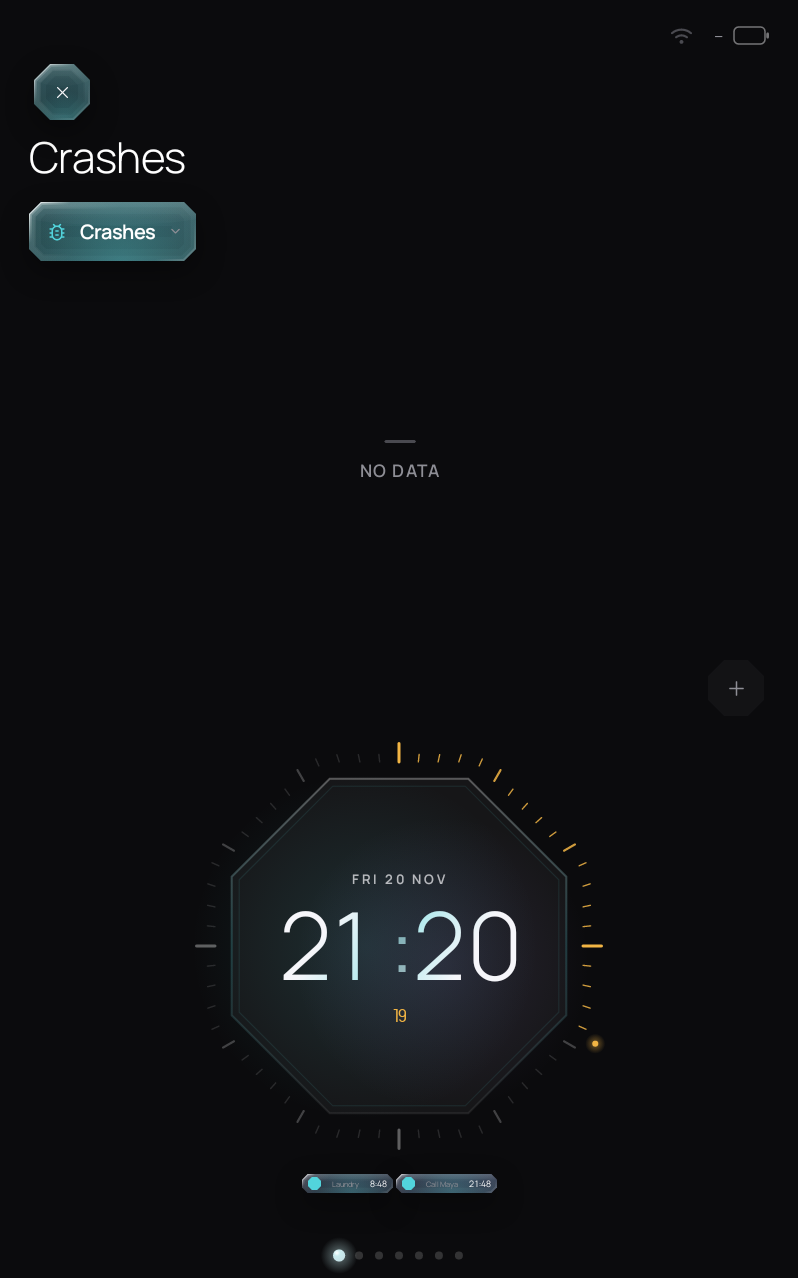 –
Crashes
Crashes
NO DATA
FRI 20 NOV
21:20
19
Laundry 8:48
Call Maya 21:48